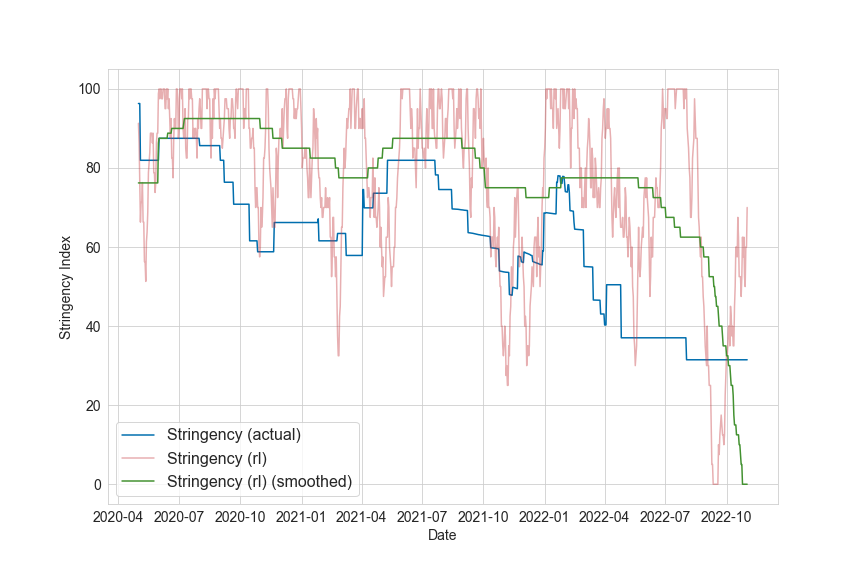 100
80
60
40
20
0
Stringency Index
Stringency (actual)
Stringency (rl)
Stringency (rl) (smoothed)
2020-04 2020-07 2020-10 2021-01 2021-04 2021-07 2021-10 2022-01 2022-04 2022-07 2022-10
Date